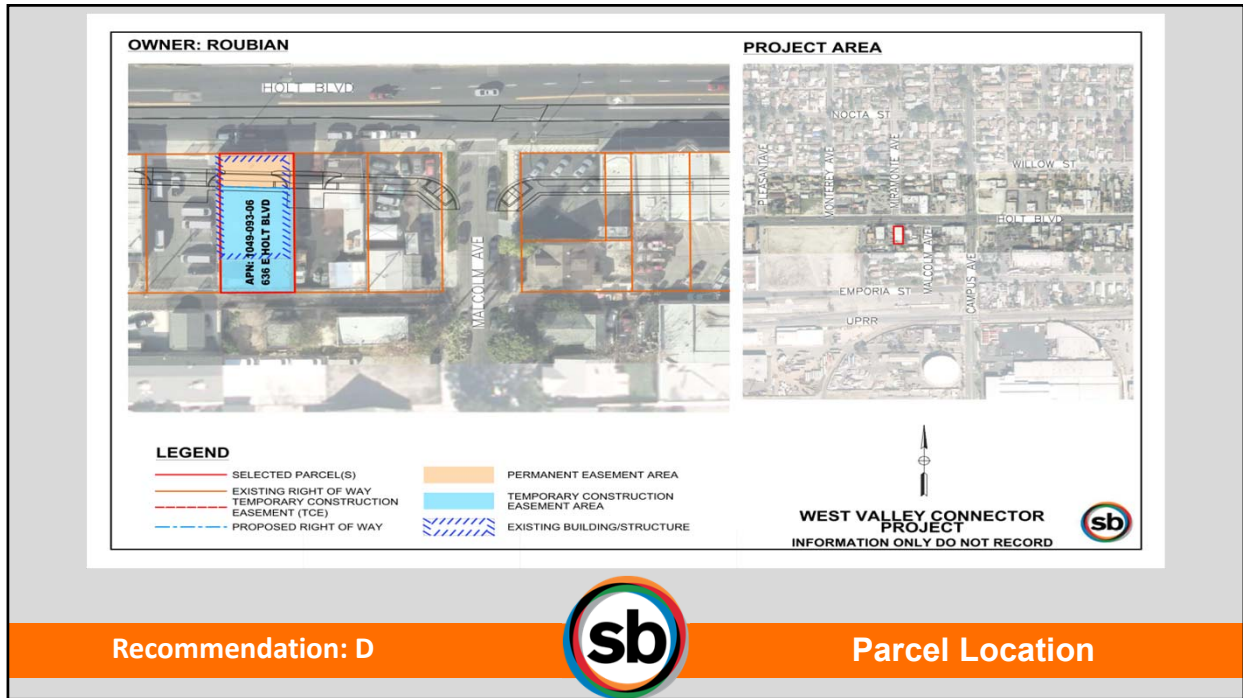 OWNER: ROUBIAN
HOLT BLVD
APN: 1049-093-06
636 E HOLT BLVD
MALCOLM AVE
PROJECT AREA
NOCTA ST
PLEASANT AVE
MONTEREY AVE
MIRAMONTE AVE
WILLOW ST
HOLT BLVD
MALCOLM AVE
CAMPUS AVE
EMPORIA ST
UPRR
LEGEND
SELECTED PARCEL(S)
EXISTING RIGHT OF WAY
TEMPORARY CONSTRUCTION
EASEMENT (TCE)
PROPOSED RIGHT OF WAY
PERMANENT EASEMENT AREA
TEMPORARY CONSTRUCTION
EASEMENT AREA
EXISTING BUILDING/STRUCTURE
WEST VALLEY CONNECTOR
PROJECT
INFORMATION ONLY DO NOT RECORD
sb
Recommendation: D
sb
Parcel Location